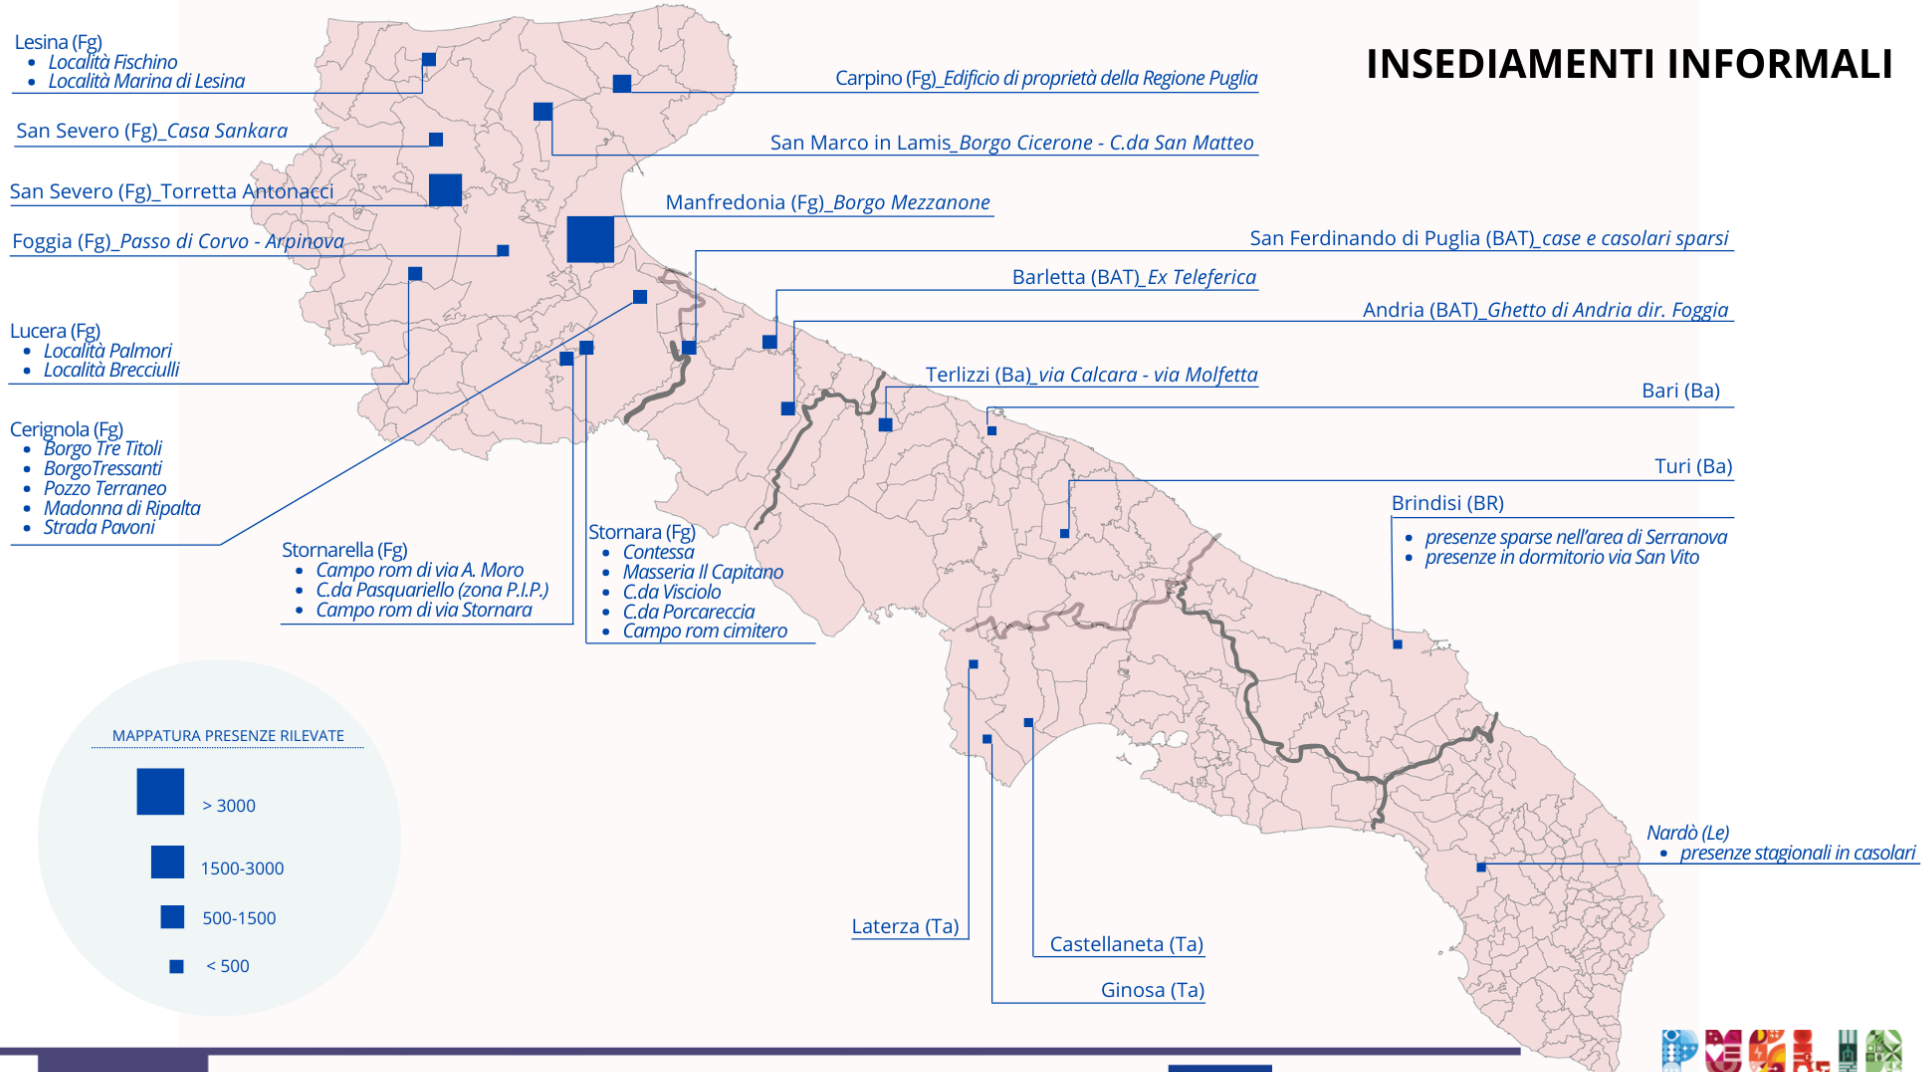 INSEDIAMENTI INFORMALI
Lesina (Fg)
• Località Fischino
• Località Marina di Lesina
San Severo (Fg)_Casa Sankara
San Severo (Fg)_Torretta Antonacci
Foggia (Fg)_Passo di Corvo - Arpinova
Lucera (Fg)
• Località Palmori
• Località Brecciulli
Cerignola (Fg)
• Borgo Tre Titoli
• BorgoTressanti
• Pozzo Terraneo
• Madonna di Ripalta
• Strada Pavoni
Stornarella (Fg)
• Campo rom di via A. Moro
• C.da Pasquariello (zona P.I.P.)
• Campo rom di via Stornara
Stornara (Fg)
• Contessa
• Masseria Il Capitano
• C.da Visciolo
• C.da Porcareccia
• Campo rom cimitero
Carpino (Fg)_Edificio di proprietà della Regione Puglia
San Marco in Lamis_Borgo Cicerone - C.da San Matteo
Manfredonia (Fg)_Borgo Mezzanone
San Ferdinando di Puglia (BAT)_case e casolari sparsi
Barletta (BAT)_Ex Teleferica
Andria (BAT)_Ghetto di Andria dir. Foggia
Terlizzi (Ba)_via Calcara - via Molfetta
Bari (Ba)
Turi (Ba)
Brindisi (BR)
• presenze sparse nell'area di Serranova
• presenze in dormitorio via San Vito
Nardò (Le)
• presenze stagionali in casolari
Laterza (Ta)
Castellaneta (Ta)
Ginosa (Ta)
MAPPATURA PRESENZE RILEVATE
> 3000
1500-3000
500-1500
< 500
PUGLIA